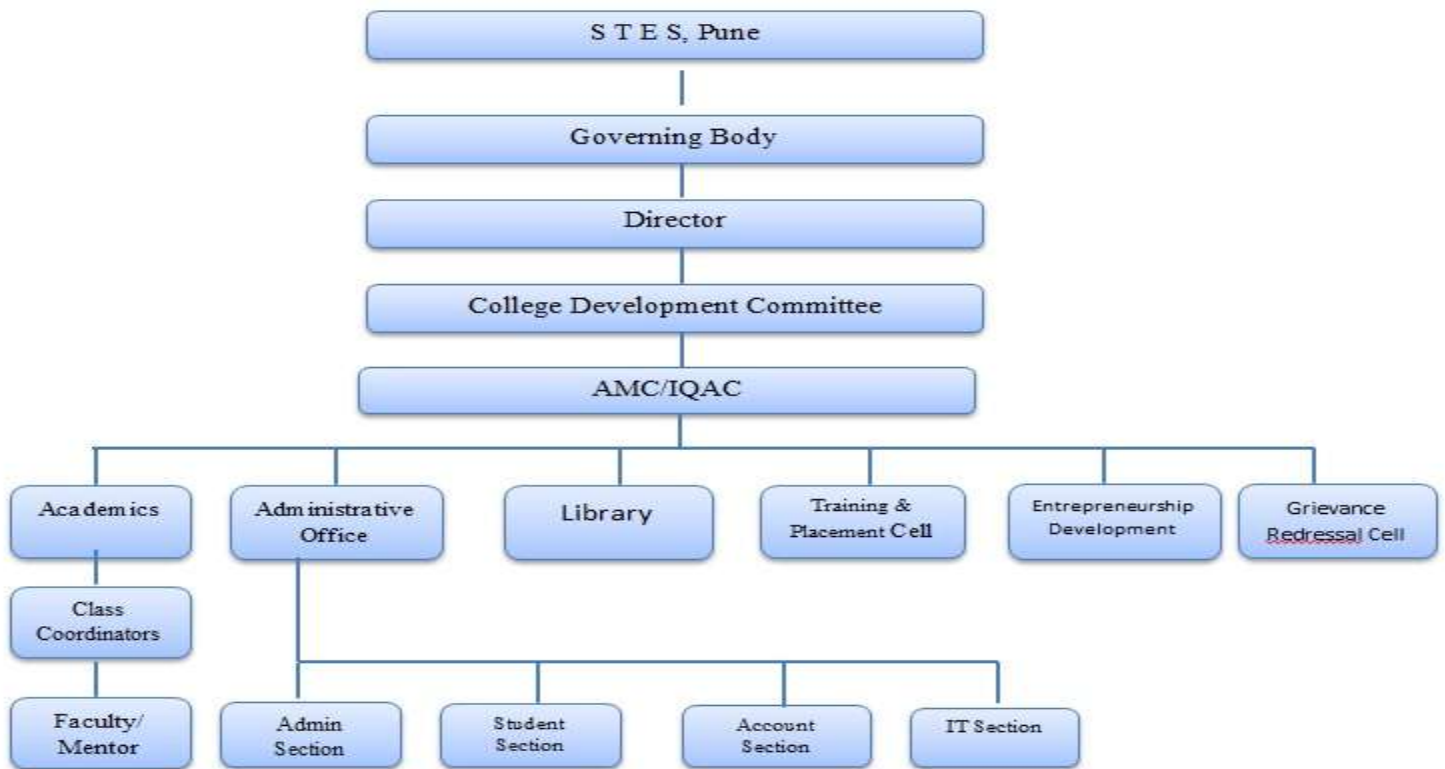 S T E S, Pune
Governing Body
Director
College Development Committee
AMC/IQAC
Academics
Administrative
Office
Library
Training &
Placement Cell
Entrepreneurship
Development
Grievance
Redressal Cell
Class
Coordinators
Faculty/
Mentor
Admin
Section
Student
Section
Account
Section
IT Section